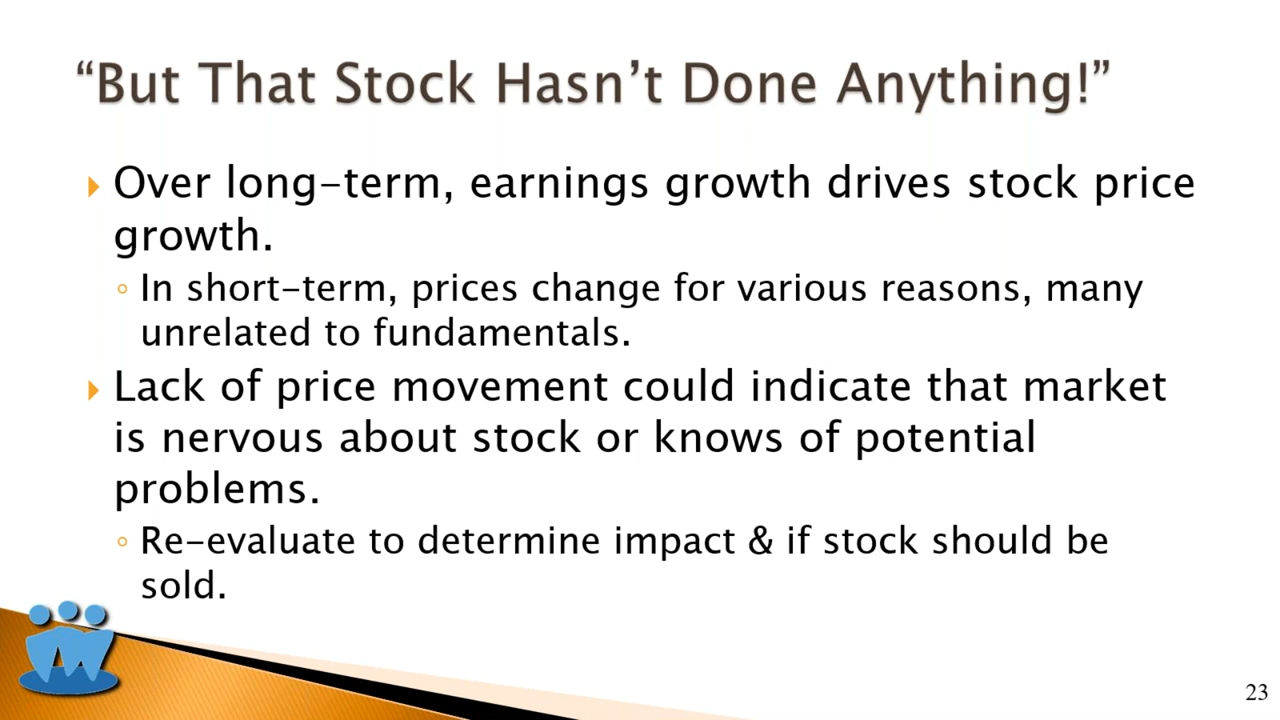 “But That Stock Hasn’t Done Anything!”
Over long-term, earnings growth drives stock price
growth.
In short-term, prices change for various reasons, many
unrelated to fundamentals.
Lack of price movement could indicate that market
is nervous about stock or knows of potential
problems.
Re-evaluate to determine impact & if stock should be
sold.
23